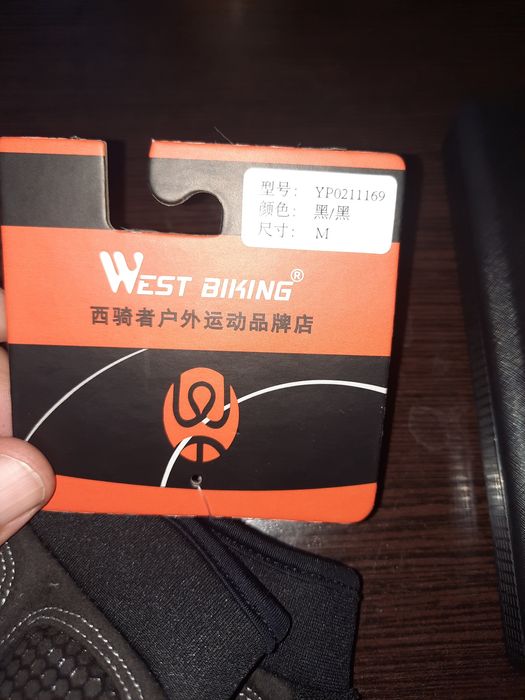 型号: YP0211169
颜色: 黑/黑
尺寸: M
WEST BIKING®
西骑者户外运动品牌店